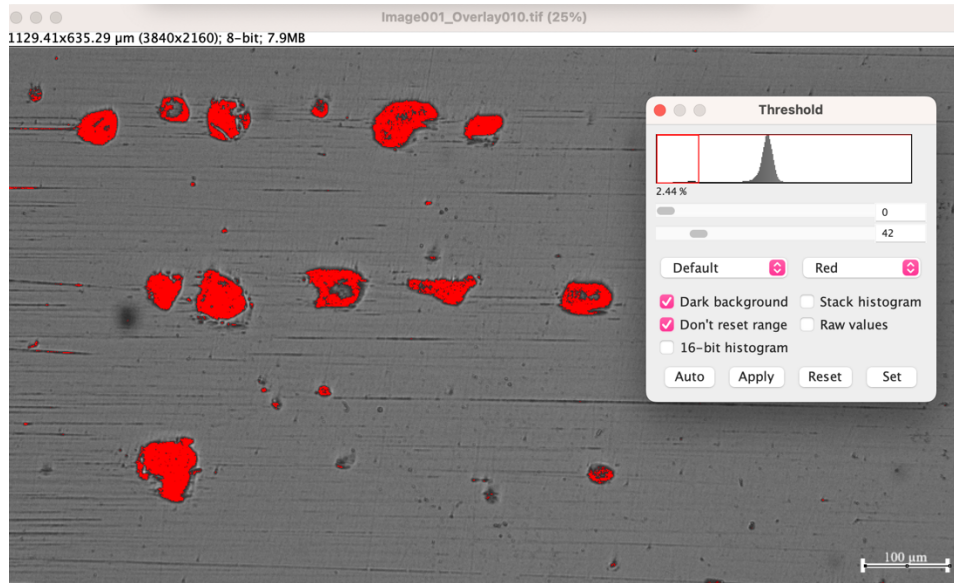 Image001_Overlay010.tif (25%)
1129.41x635.29 µm (3840x2160); 8-bit; 7.9MB
Threshold
2.44 %
0
42
Default Red
Dark background Stack histogram
Don't reset range Raw values
16-bit histogram
Auto Apply Reset Set
100 µm